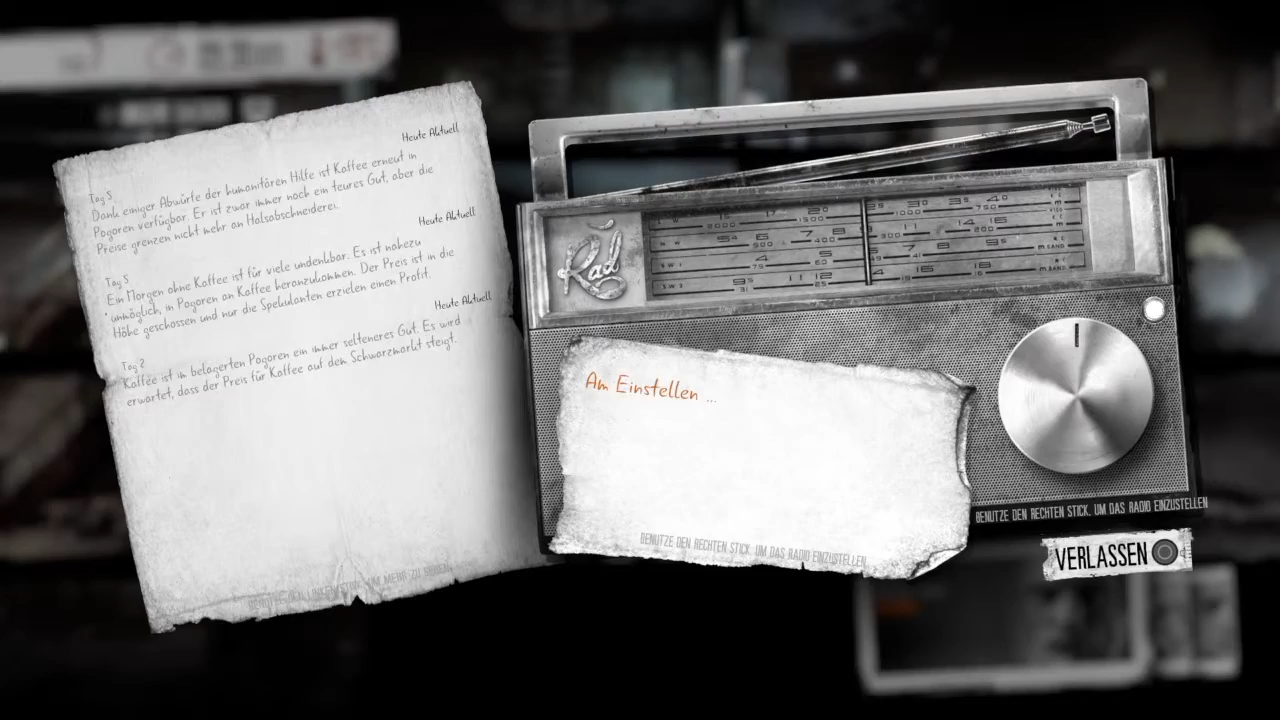 Heute Aktuell
Tag 5
Dank einiger Abwürfe der humanitären Hilfe ist Kaffee erneut in
Pogoren verfügbar. Er ist zwar immer noch ein teures Gut, aber die
Preise grenzen nicht mehr an Halsabschneiderei.
Heute Aktuell
Tag 5
Ein Morgen ohne Kaffee ist für viele undenkbar. Es ist nahezu
unmöglich, in Pogoren an Kaffee heranzukommen. Der Preis ist in die
Höhe geschossen und nur die Spekulanten erzielen einen Profit.
Heute Aktuell
Tag 2
Kaffee ist im belagerten Pogoren ein immer selteneres Gut. Es wird
erwartet, dass der Preis für Kaffee auf dem Schwarzmarkt steigt.
Rad
Am Einstellen ...
BENUTZE DEN RECHTEN STICK, UM DAS RADIO EINZUSTELLEN
BENUTZE DEN RECHTEN STICK, UM DAS RADIO EINZUSTELLEN
VERLASSEN